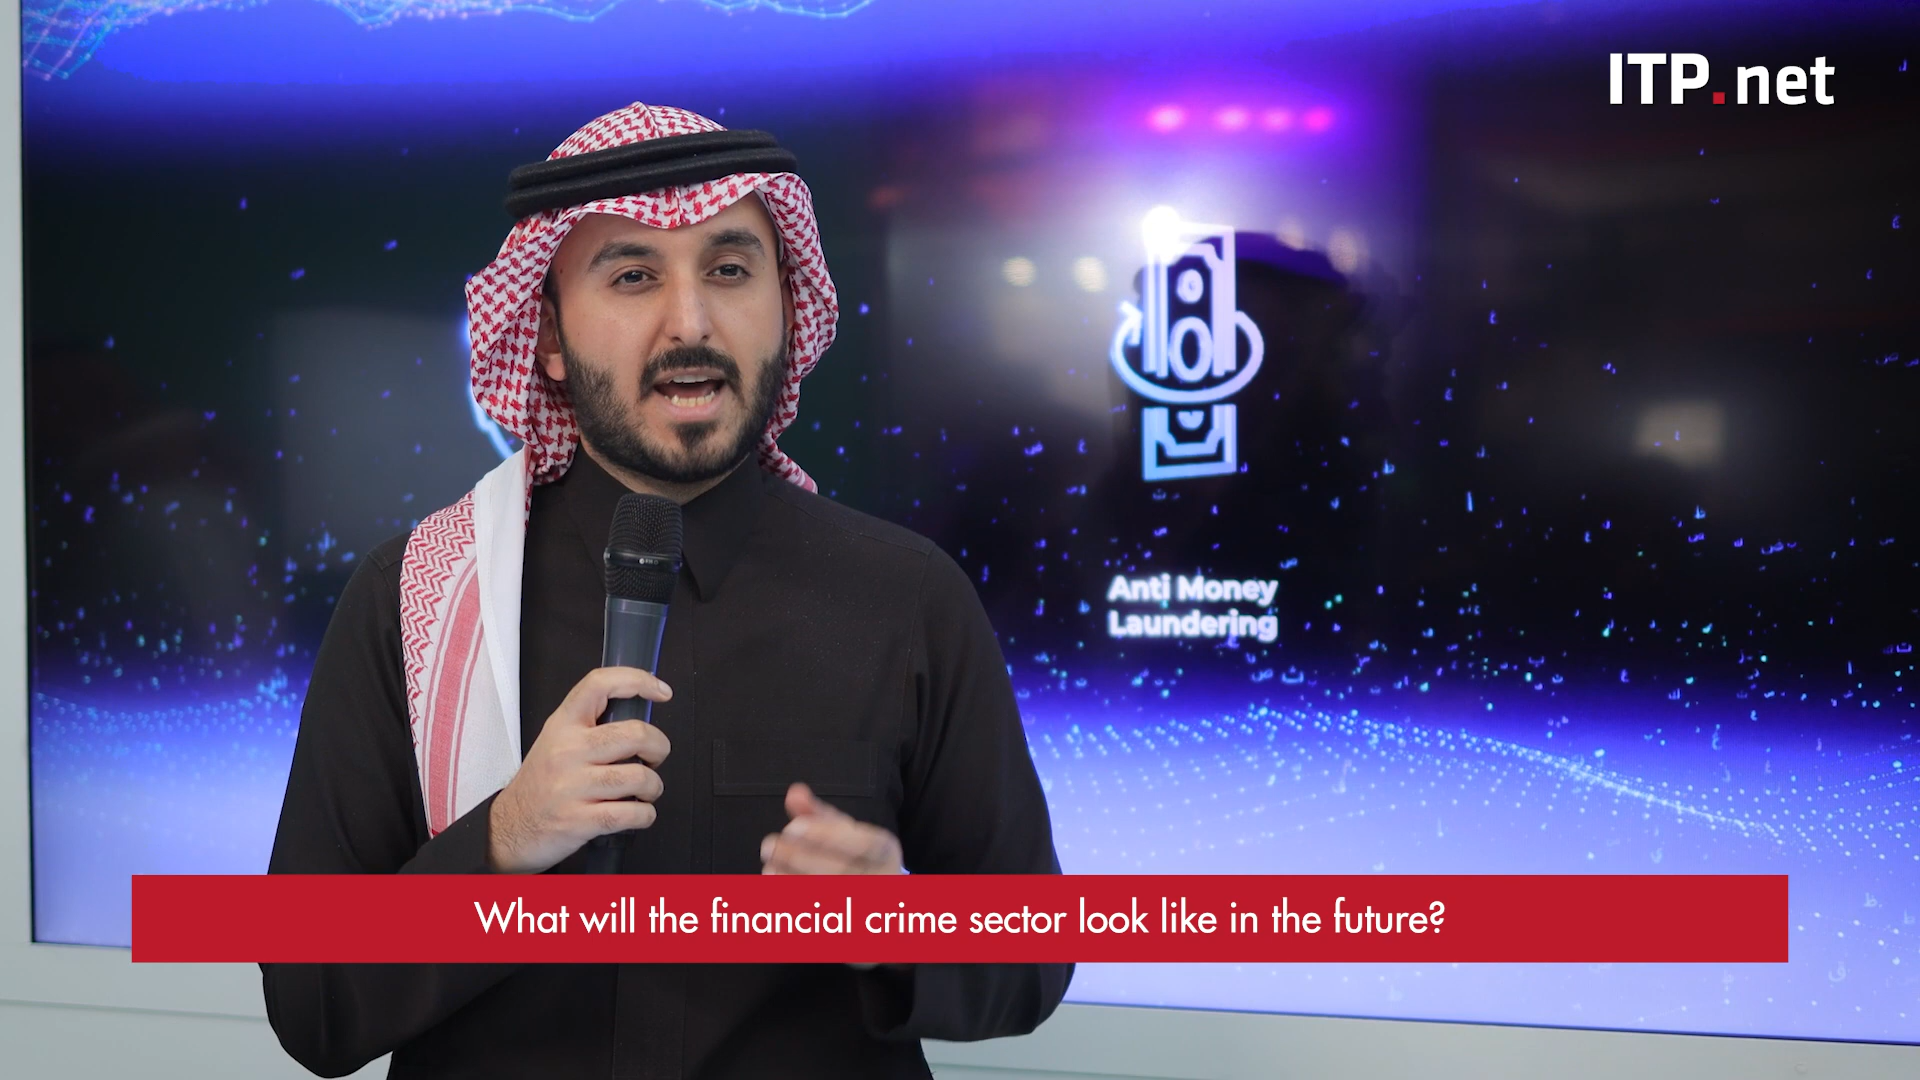 ITP.net
Anti Money
Laundering
What will the financial crime sector look like in the future?